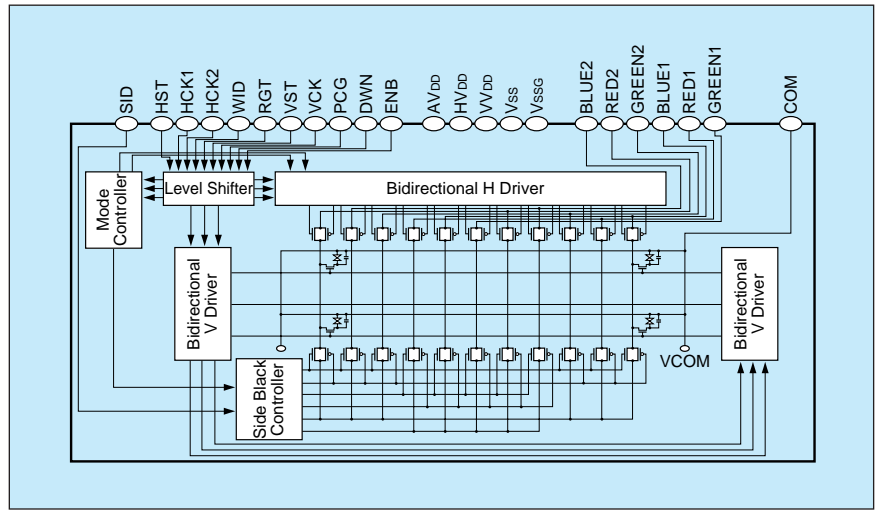 SID
HST
HCK1
HCK2
WID
RGT
VST
VCK
PCG
DWN
ENB
AVDD
HVDD
VVDD
VSS
VSSG
BLUE2
RED2
GREEN2
BLUE1
RED1
GREEN1
COM
Mode
Controller
Level Shifter
Bidirectional H Driver
Bidirectional
V Driver
Bidirectional
V Driver
VCOM
Side Black
Controller